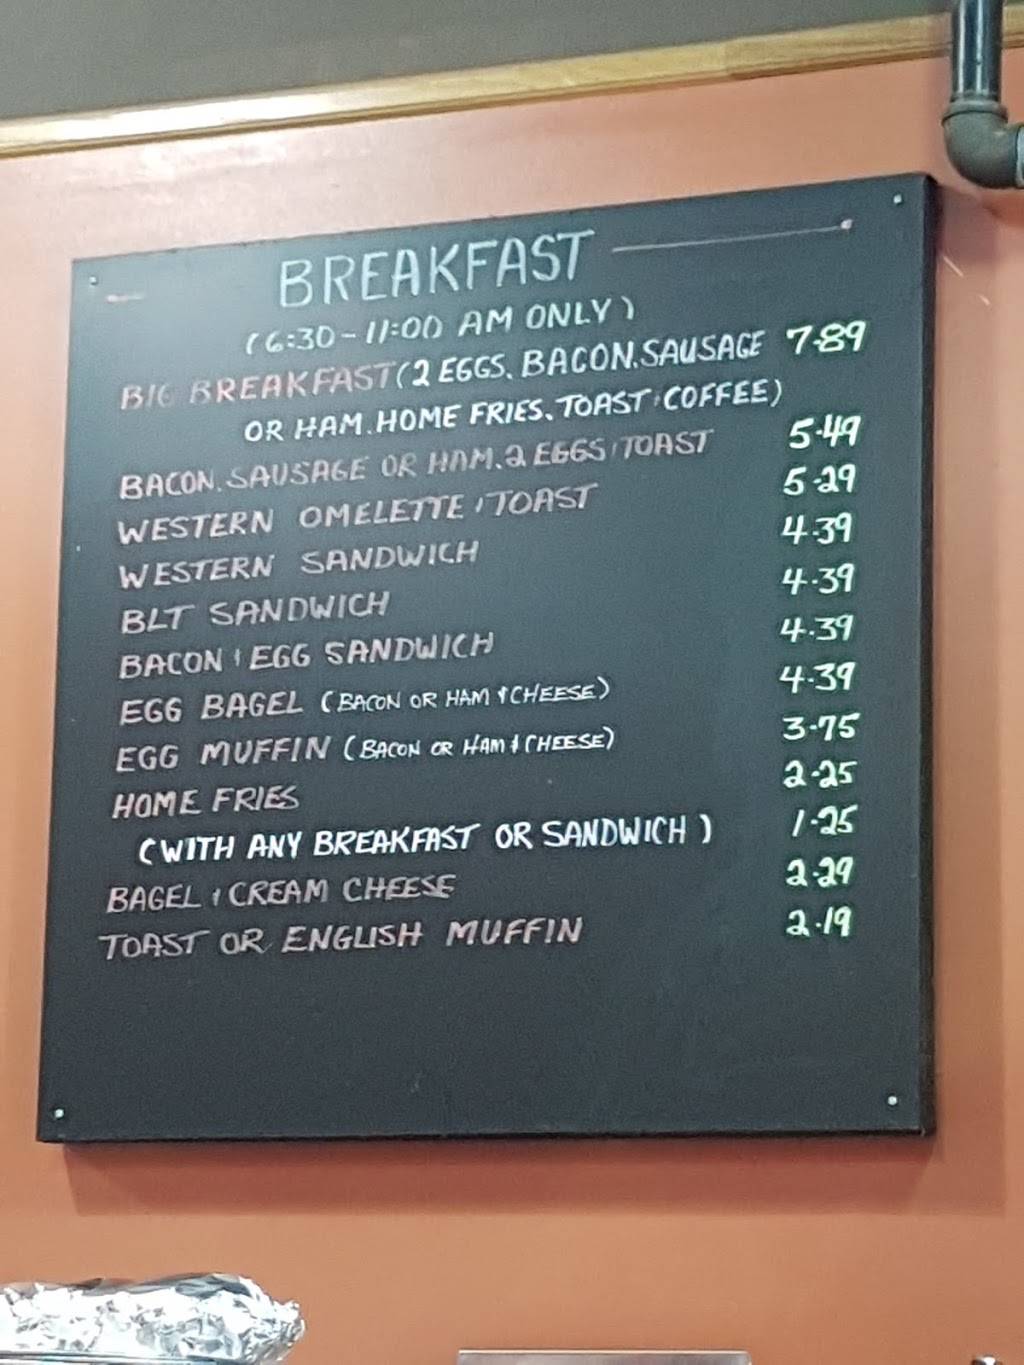 BREAKFAST
(6:30-11:00 AM ONLY)
BIG BREAKFAST (2 EGGS, BACON, SAUSAGE 7.89
OR HAM, HOME FRIES, TOAST & COFFEE)
BACON, SAUSAGE OR HAM, 2 EGGS & TOAST 5.49
WESTERN OMELETTE & TOAST 5.29
WESTERN SANDWICH 4.39
BLT SANDWICH 4.39
BACON & EGG SANDWICH 4.39
EGG BAGEL (BACON OR HAM & CHEESE) 4.39
EGG MUFFIN (BACON OR HAM & CHEESE) 3.75
HOME FRIES 2.25
(WITH ANY BREAKFAST OR SANDWICH) 1.25
BAGEL & CREAM CHEESE 2.29
TOAST OR ENGLISH MUFFIN 2.19